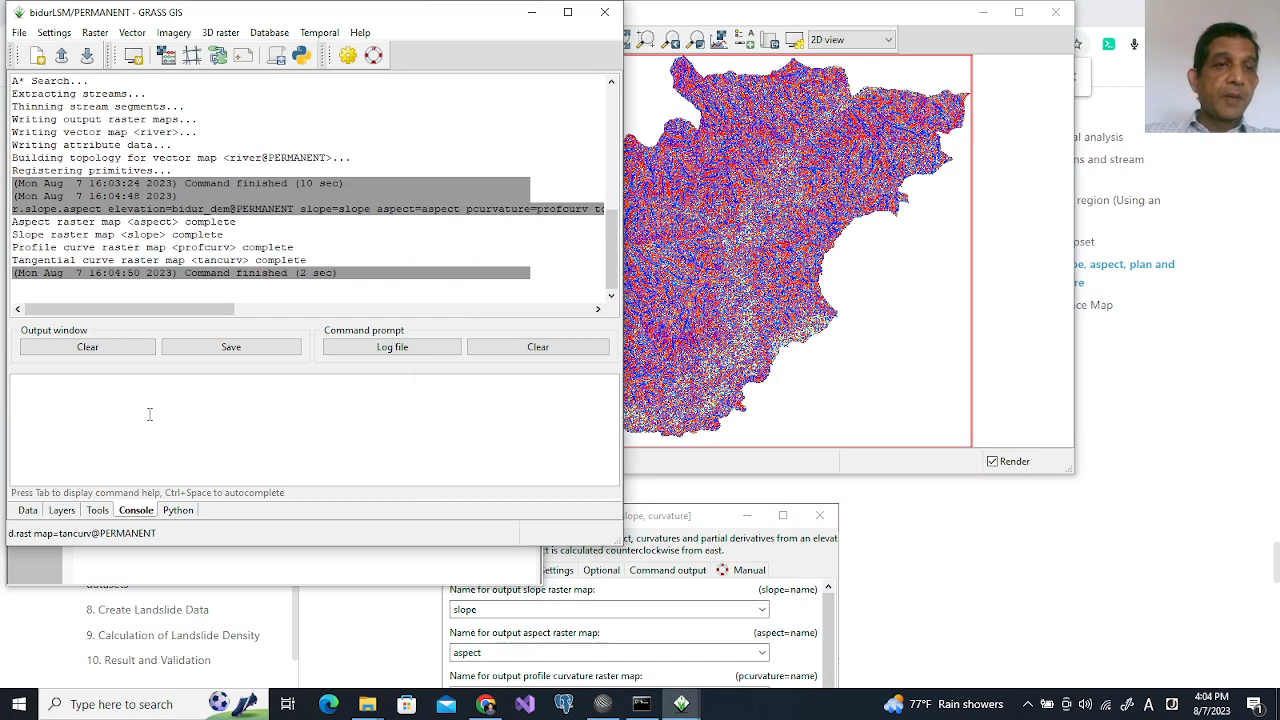 bidurLSM/PERMANENT - GRASS GIS
File Settings Raster Vector Imagery 3D raster Database Temporal Help
2D view
A* Search...
Extracting streams...
Thinning stream segments...
Writing output raster maps...
Writing vector map <river>...
Writing attribute data...
Building topology for vector map <river@PERMANENT>...
Registering primitives...
(Mon Aug 7 16:03:24 2023) Command finished (10 sec)
(Mon Aug 7 16:04:48 2023)
r.slope.aspect elevation=bidur_dem@PERMANENT slope=slope aspect=aspect pcurvature=profcurv
Aspect raster map <aspect> complete
Slope raster map <slope> complete
Profile curve raster map <profcurv> complete
Tangential curve raster map <tancurv> complete
(Mon Aug 7 16:04:50 2023) Command finished (2 sec)
Output window Command prompt
Clear Save Log file Clear
Press Tab to display command help, Ctrl+Space to autocomplete
Data Layers Tools Console Python
d.rast map=tancurv@PERMANENT
Render
al analysis
ns and stream
region (Using an
pset
pe, aspect, plan and
re
ce Map
slope, curvature]
ct, curvatures and partial derivatives from an elevat
ct is calculated counterclockwise from east.
ettings Optional Command output Manual
Name for output slope raster map: (slope=name)
slope
Name for output aspect raster map: (aspect=name)
aspect
Name for output profile curvature raster map: (pcurvature=name)
datasets
8. Create Landslide Data
9. Calculation of Landslide Density
10. Result and Validation
Type here to search
77°F Rain showers
4:04 PM
8/7/2023